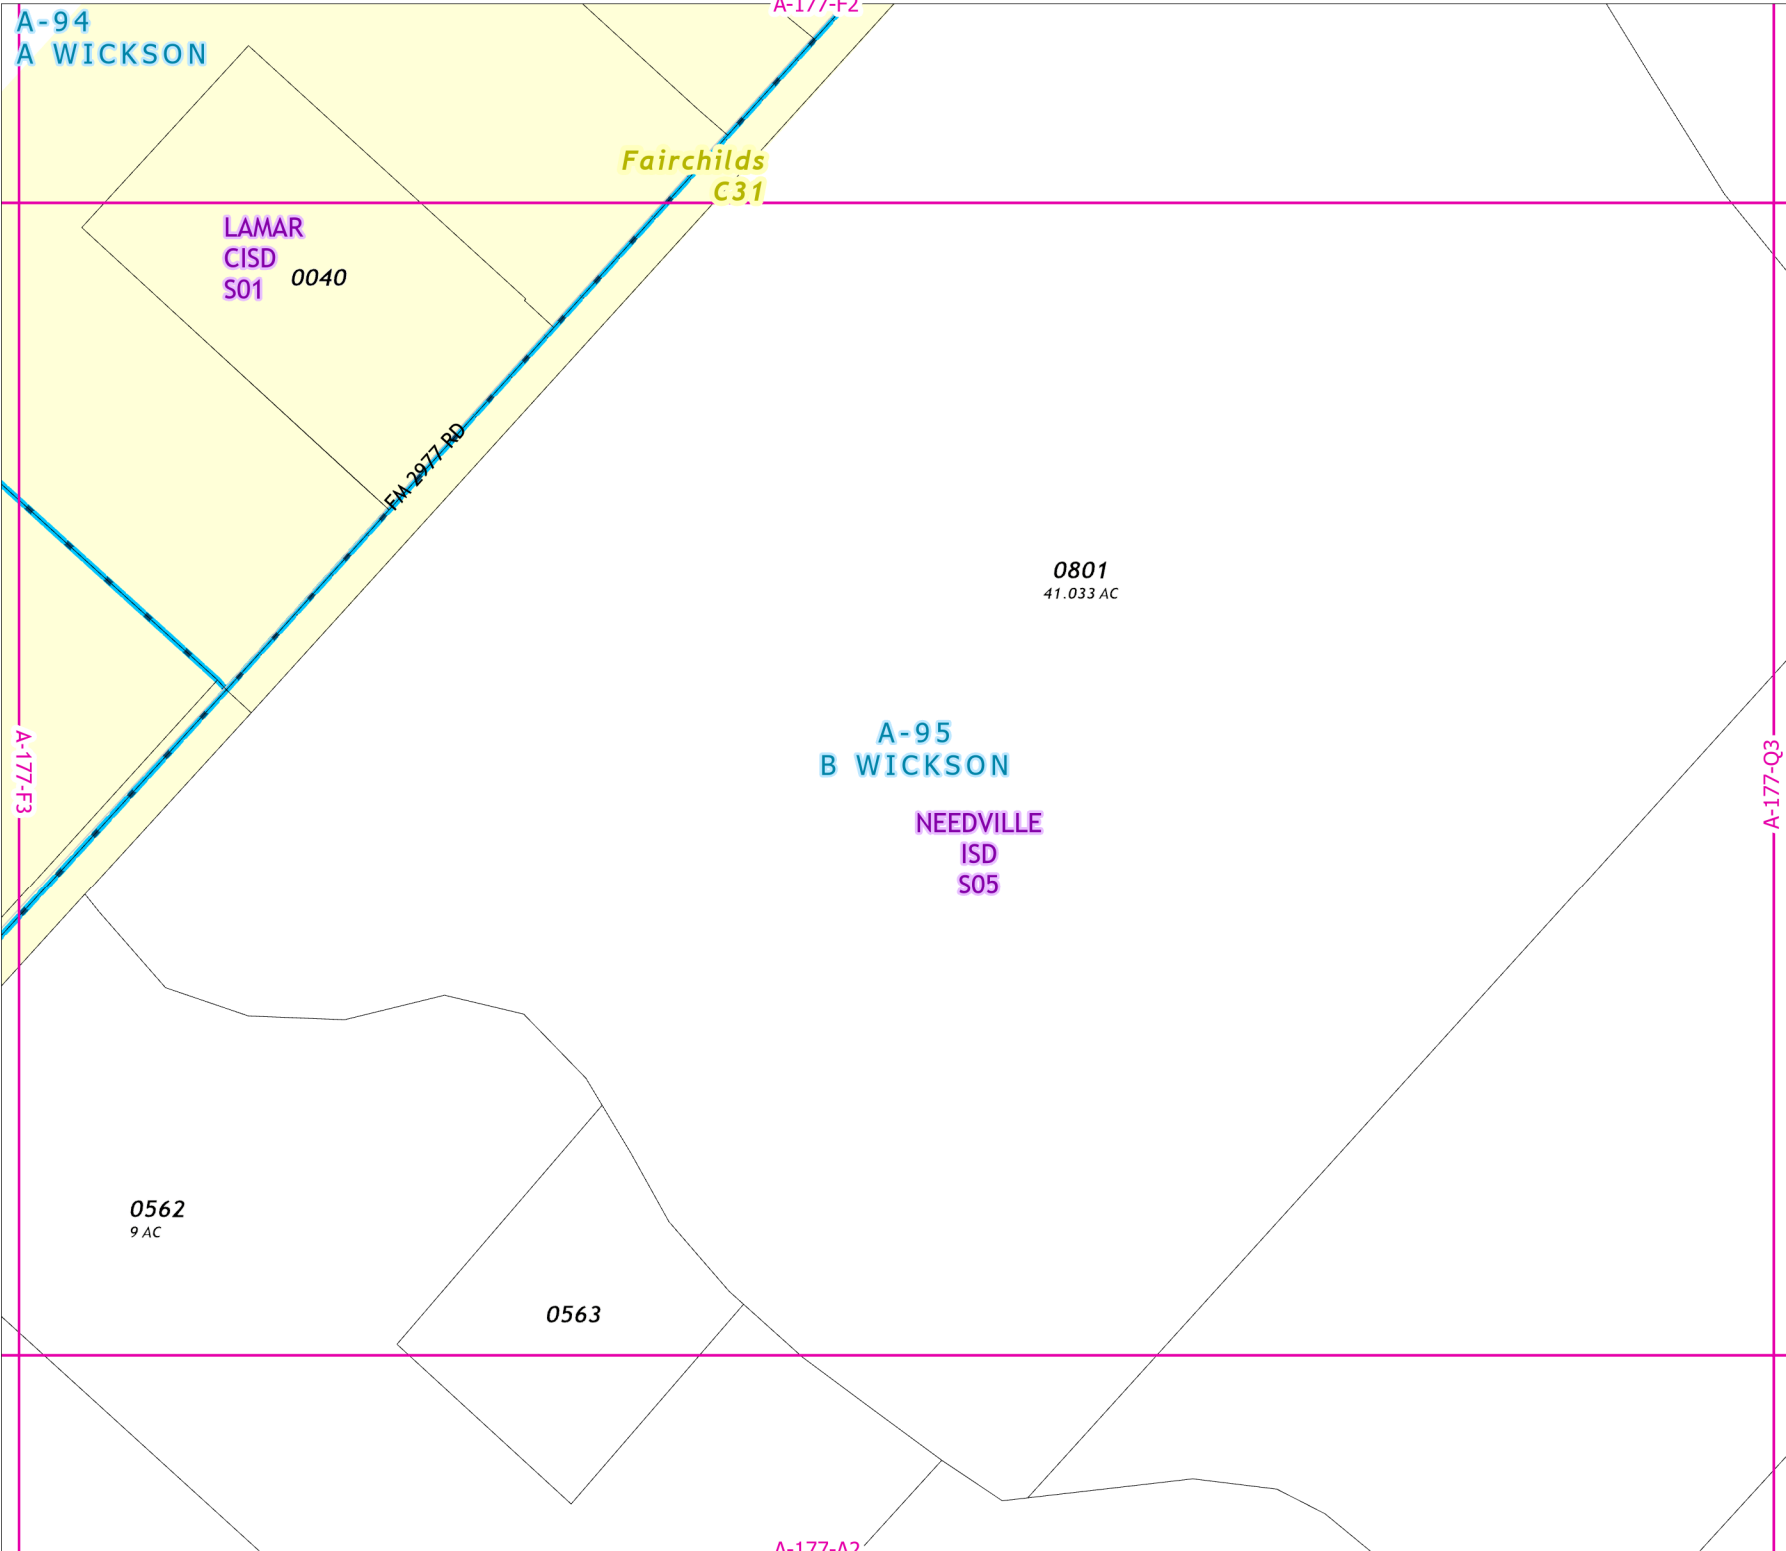 A-177-F2
A-94
A WICKSON
Fairchilds
C31
LAMAR
CISD
S01
0040
FM 2977 RD
0801
41.033 AC
A-95
B WICKSON
A-177-F3
A-177-Q3
NEEDVILLE
ISD
S05
0562
9 AC
0563
A-177-A2